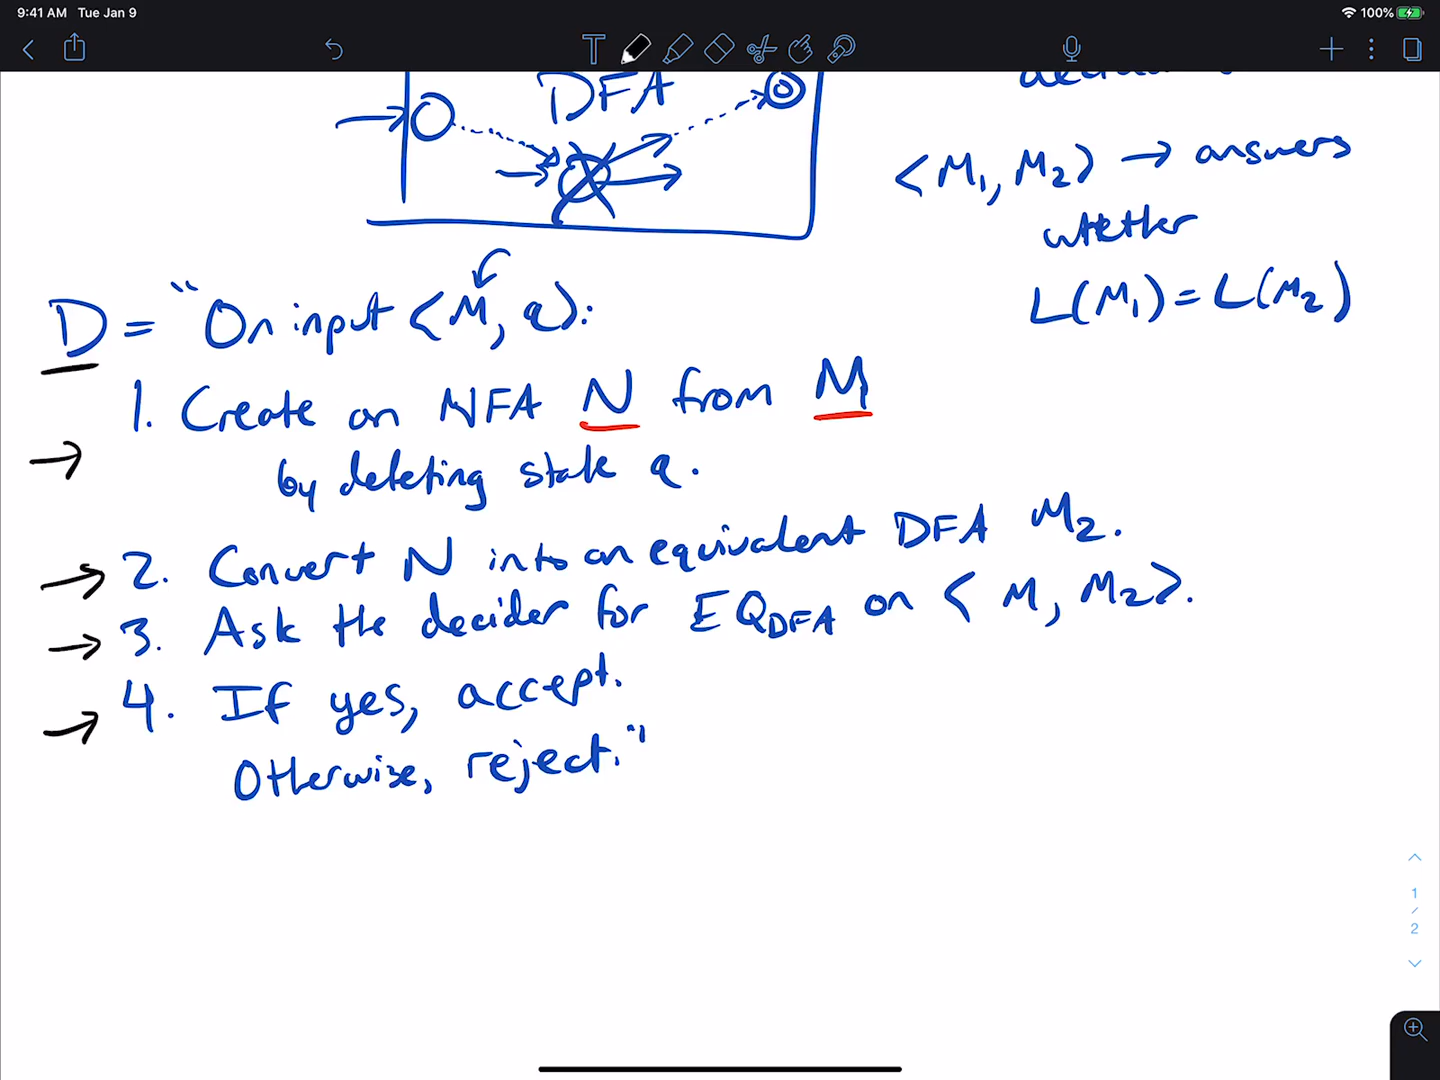 9:41 AM Tue Jan 9
100%
T
DFA
<M₁, M₂> → answers
whether
L(M₁) = L(M₂)
D = "On input <M, q>:
1. Create an NFA N from M
by deleting state q.
→ 2. Convert N into an equivalent DFA M₂.
→ 3. Ask the decider for EQ_DFA on <M, M₂>.
→ 4. If yes, accept.
Otherwise, reject."
1
/
2